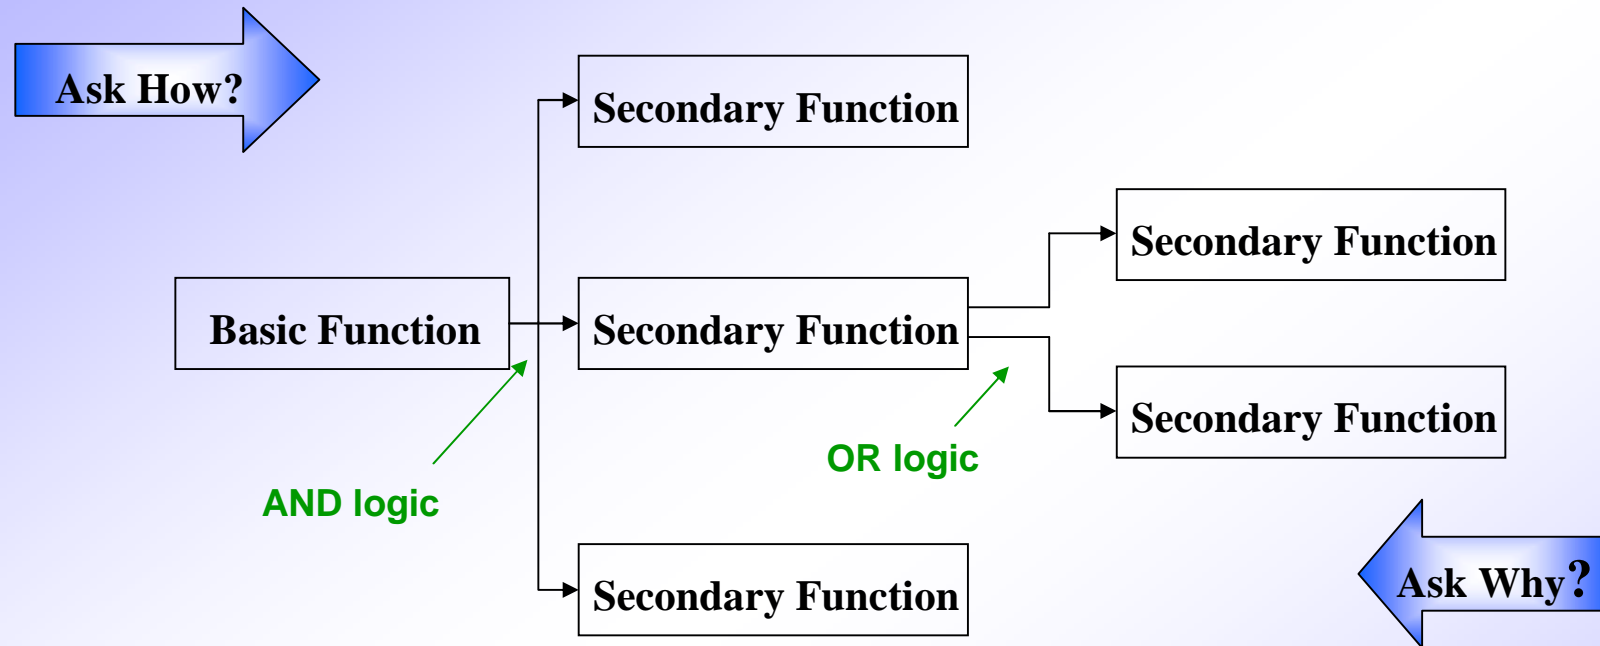 Ask How?
Secondary Function
Secondary Function
Basic Function
Secondary Function
Secondary Function
OR logic
AND logic
Secondary Function
Ask Why?